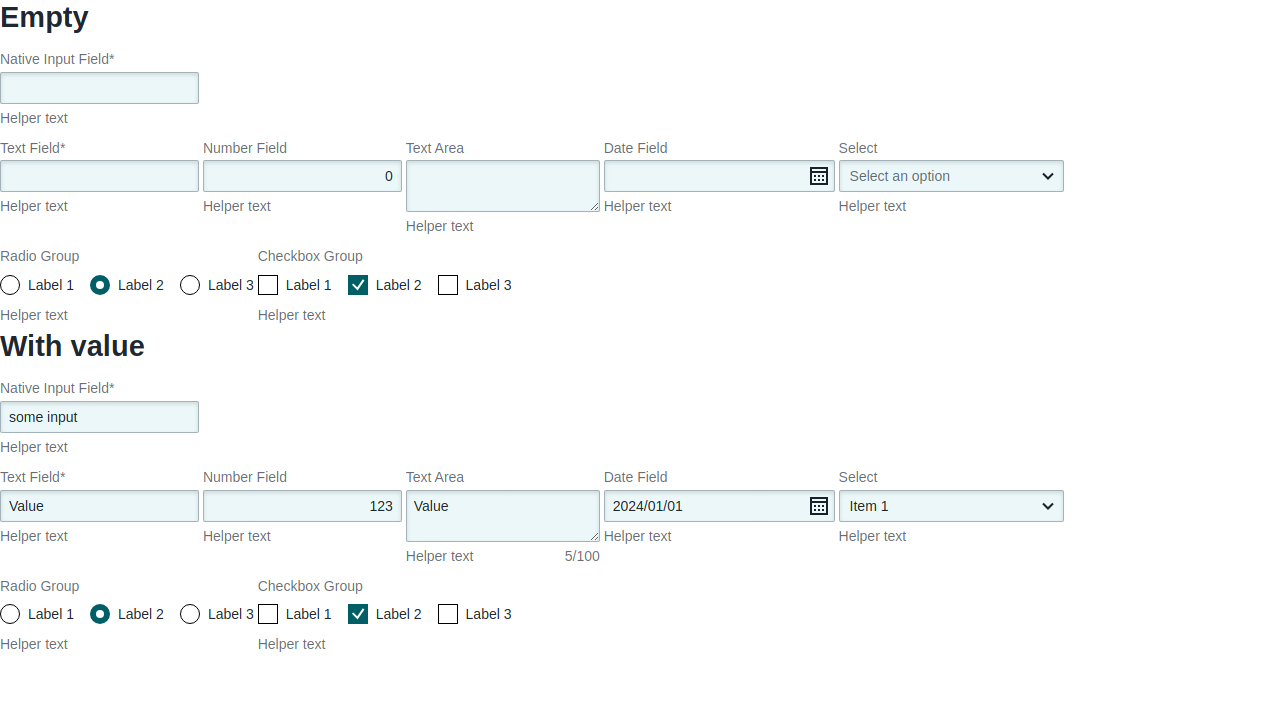 Empty
Native Input Field*
Helper text
Text Field* Number Field Text Area Date Field Select
0 Select an option
Helper text Helper text Helper text Helper text
Helper text
Radio Group Checkbox Group
Label 1 Label 2 Label 3 Label 1 Label 2 Label 3
Helper text Helper text
With value
Native Input Field*
some input
Helper text
Text Field* Number Field Text Area Date Field Select
Value 123 Value 2024/01/01 Item 1
Helper text Helper text Helper text Helper text
Helper text 5/100
Radio Group Checkbox Group
Label 1 Label 2 Label 3 Label 1 Label 2 Label 3
Helper text Helper text